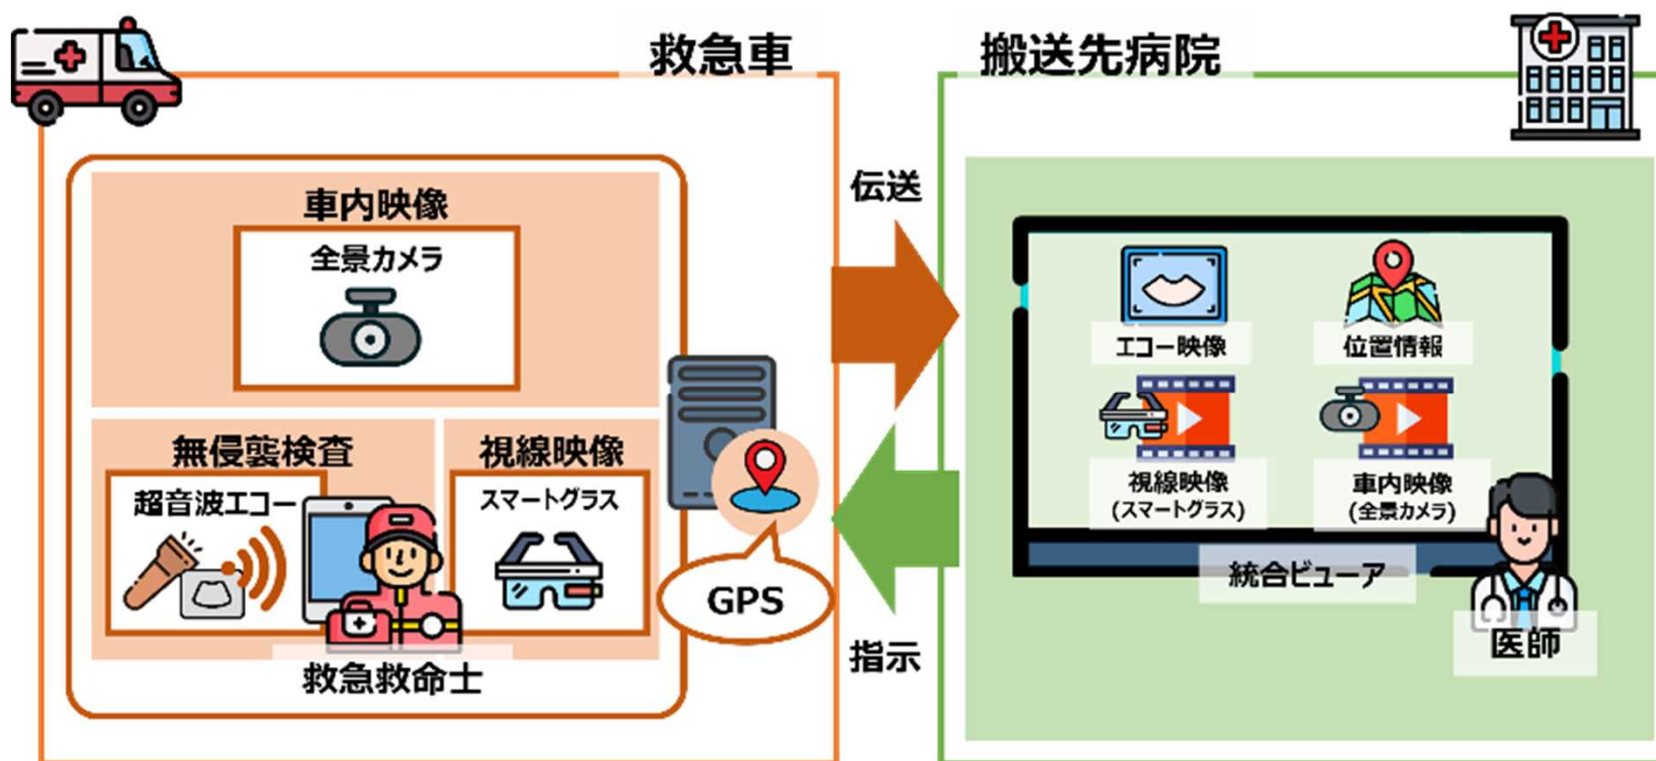 救急車
搬送先病院
車内映像
全景カメラ
無侵襲検査
超音波エコー
視線映像
スマートグラス
救急救命士
GPS
伝送
指示
エコー映像
位置情報
視線映像
(スマートグラス)
車内映像
(全景カメラ)
統合ビューア
医師